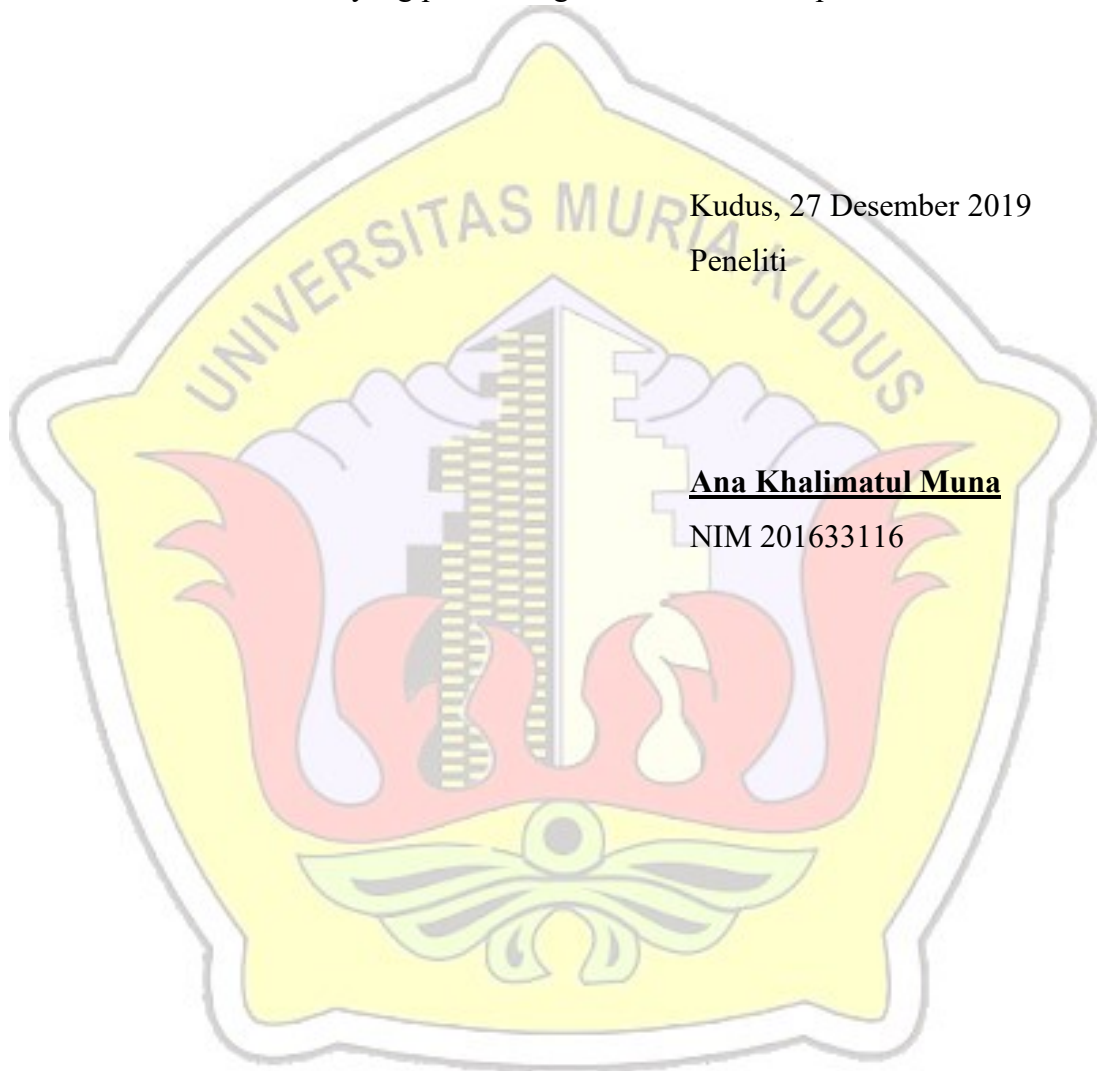 UNIVERSITAS MURIA KUDUS
Kudus, 27 Desember 2019
Peneliti
Ana Khalimatul Muna
NIM 201633116